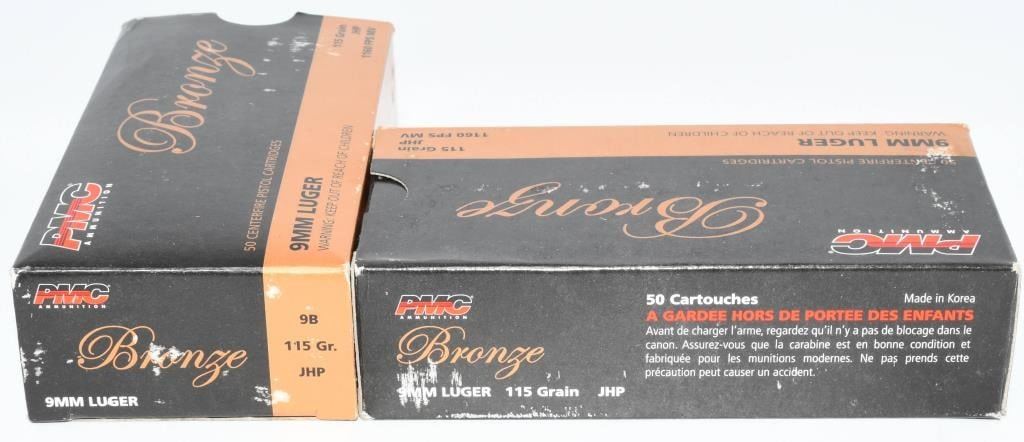 Bronze
115 Grain
JHP
1160 FPS MV
PMC
AMMUNITION
50 CENTERFIRE PISTOL CARTRIDGES
9MM LUGER
WARNING: KEEP OUT OF REACH OF CHILDREN
PMC
AMMUNITION
Bronze
9MM LUGER
9B
115 Gr.
JHP
115 Grain
JHP
1160 FPS MV
9MM LUGER
WARNING: KEEP OUT OF REACH OF CHILDREN
50 CENTERFIRE PISTOL CARTRIDGES
Bronze
PMC
AMMUNITION
PMC
AMMUNITION
Bronze
9MM LUGER 115 Grain JHP
50 Cartouches Made in Korea
A GARDEE HORS DE PORTEE DES ENFANTS
Avant de charger l'arme, regardez qu'il n'y a pas de blocage dans le
canon. Assurez-vous que la carabine est en bonne condition et
fabriquée pour les munitions modernes. Ne pas prends cette
précaution peut causer un accident.